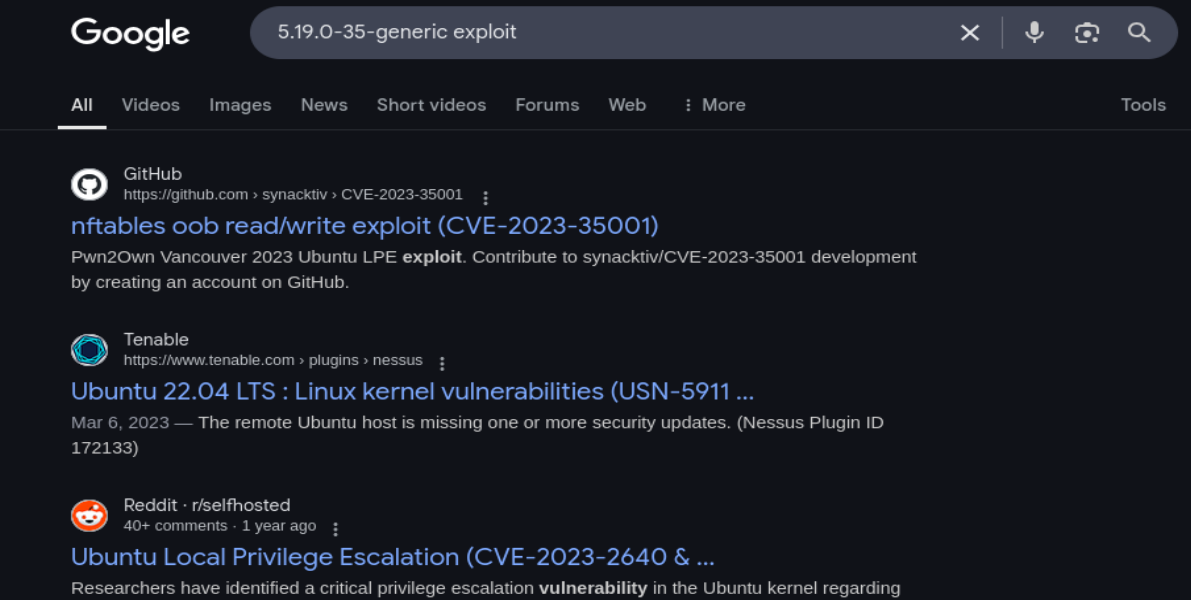 Google
5.19.0-35-generic exploit
All Videos Images News Short videos Forums Web More Tools
GitHub
https://github.com › synacktiv › CVE-2023-35001
nftables oob read/write exploit (CVE-2023-35001)
Pwn2Own Vancouver 2023 Ubuntu LPE exploit. Contribute to synacktiv/CVE-2023-35001 development
by creating an account on GitHub.
Tenable
https://www.tenable.com › plugins › nessus
Ubuntu 22.04 LTS : Linux kernel vulnerabilities (USN-5911 ...
Mar 6, 2023 — The remote Ubuntu host is missing one or more security updates. (Nessus Plugin ID
172133)
Reddit · r/selfhosted
40+ comments · 1 year ago
Ubuntu Local Privilege Escalation (CVE-2023-2640 & ...
Researchers have identified a critical privilege escalation vulnerability in the Ubuntu kernel regarding